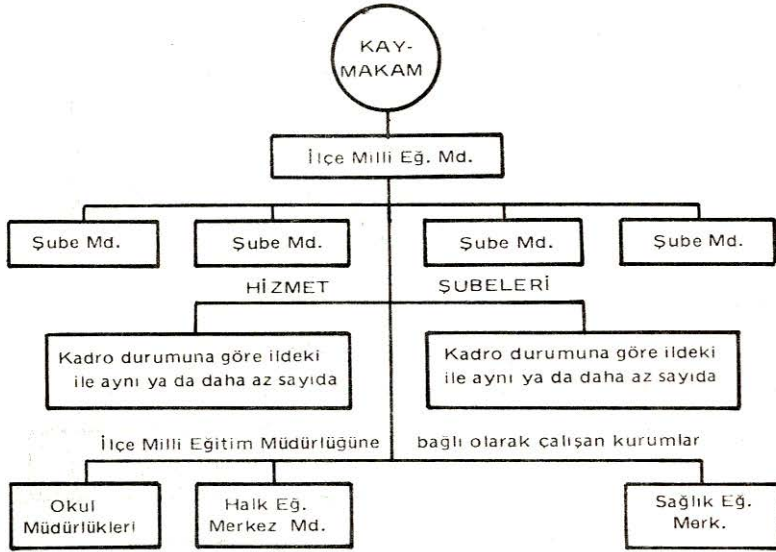 KAY-
MAKAM
İlçe Milli Eğ. Md.
Şube Md.
Şube Md.
Şube Md.
Şube Md.
HİZMET ŞUBELERİ
Kadro durumuna göre ildeki
ile aynı ya da daha az sayıda
Kadro durumuna göre ildeki
ile aynı ya da daha az sayıda
İlçe Milli Eğitim Müdürlüğüne bağlı olarak çalışan kurumlar
Okul
Müdürlükleri
Halk Eğ.
Merkez Md.
Sağlık Eğ.
Merk.